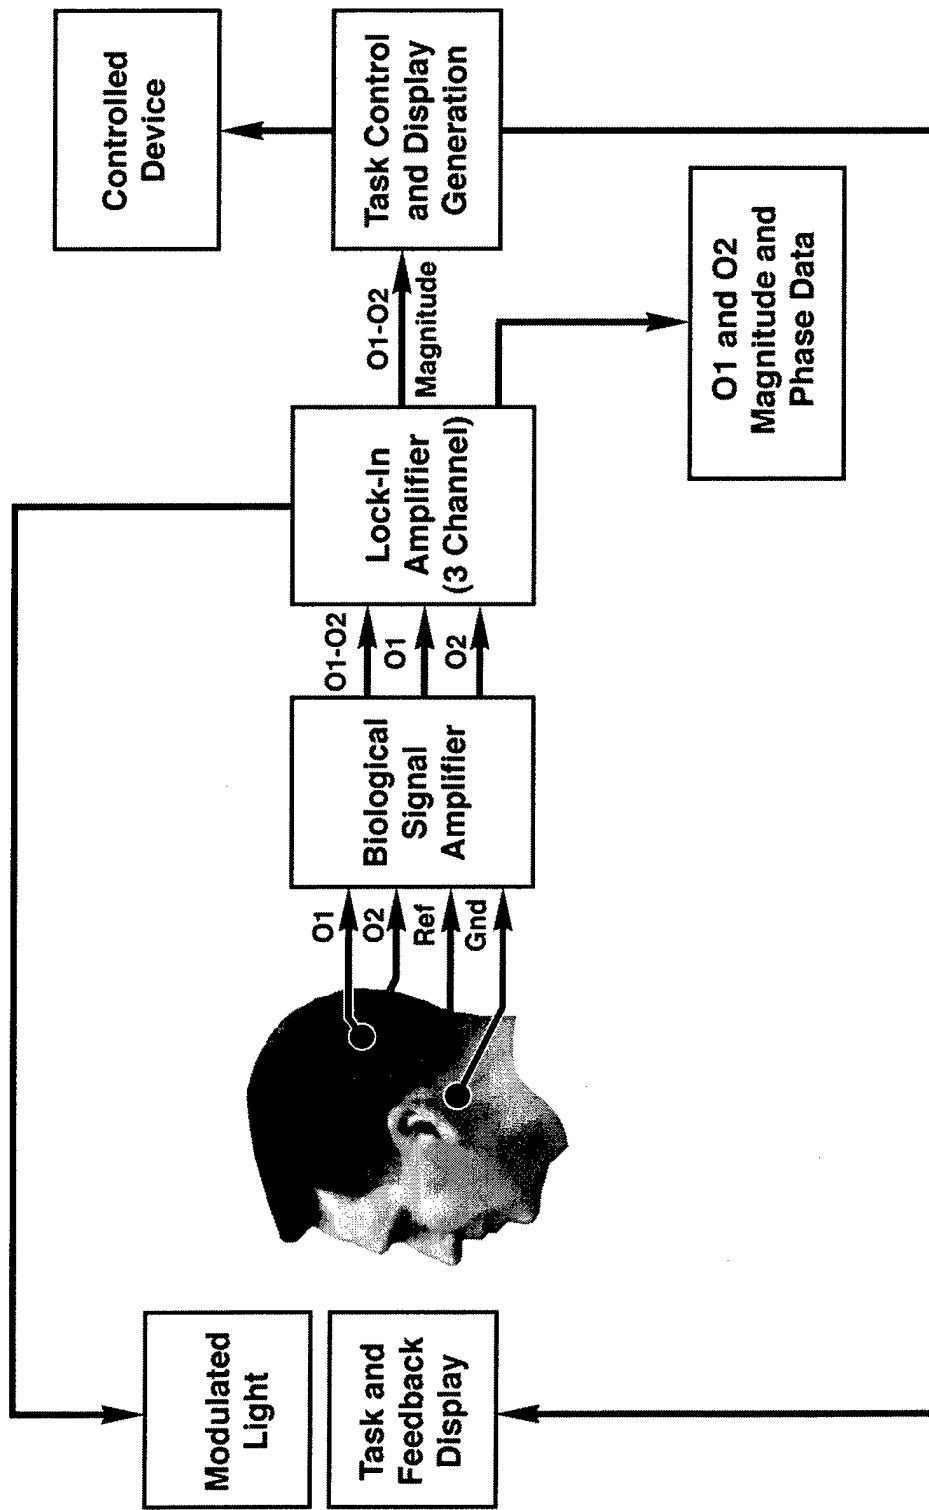 Modulated
Light
Task and
Feedback
Display
O1
O2
Ref
Gnd
Biological
Signal
Amplifier
O1-O2
O1
O2
Lock-In
Amplifier
(3 Channel)
O1-O2
Magnitude
Controlled
Device
Task Control
and Display
Generation
O1 and O2
Magnitude and
Phase Data